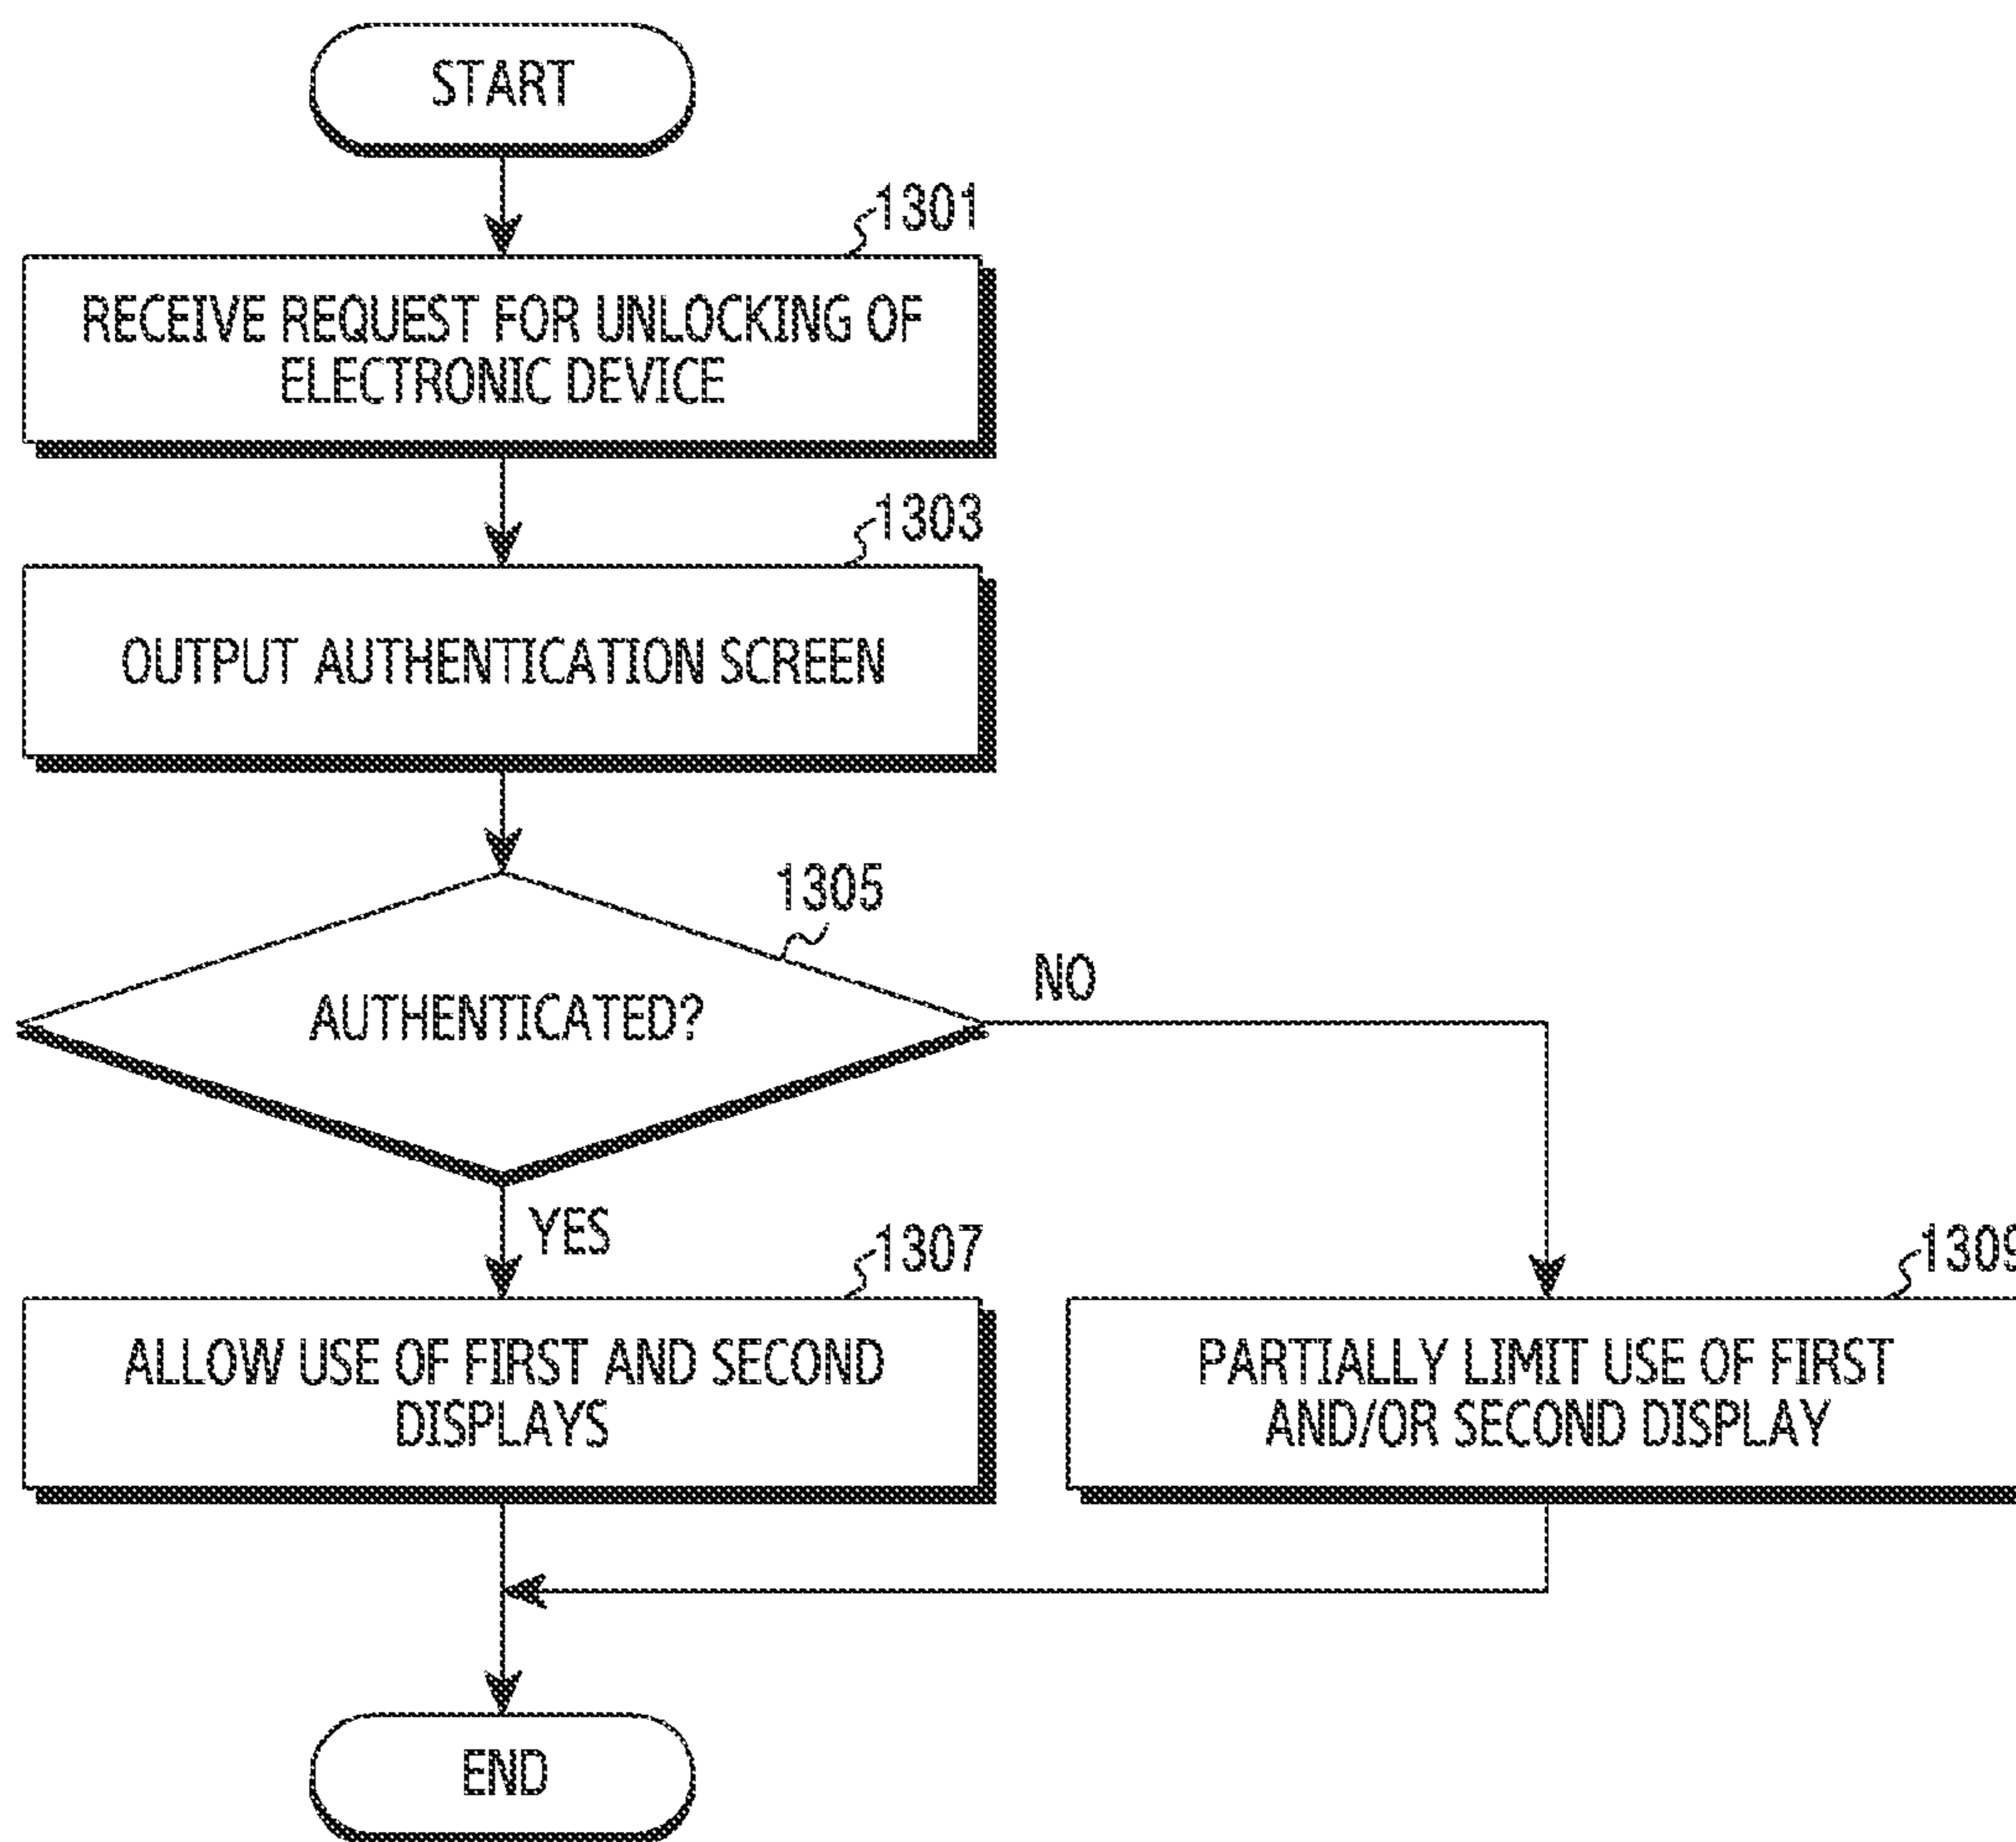 START
1301
RECEIVE REQUEST FOR UNLOCKING OF
ELECTRONIC DEVICE
1303
OUTPUT AUTHENTICATION SCREEN
1305
AUTHENTICATED?
NO
YES
1307
ALLOW USE OF FIRST AND SECOND
DISPLAYS
1309
PARTIALLY LIMIT USE OF FIRST
AND/OR SECOND DISPLAY
END